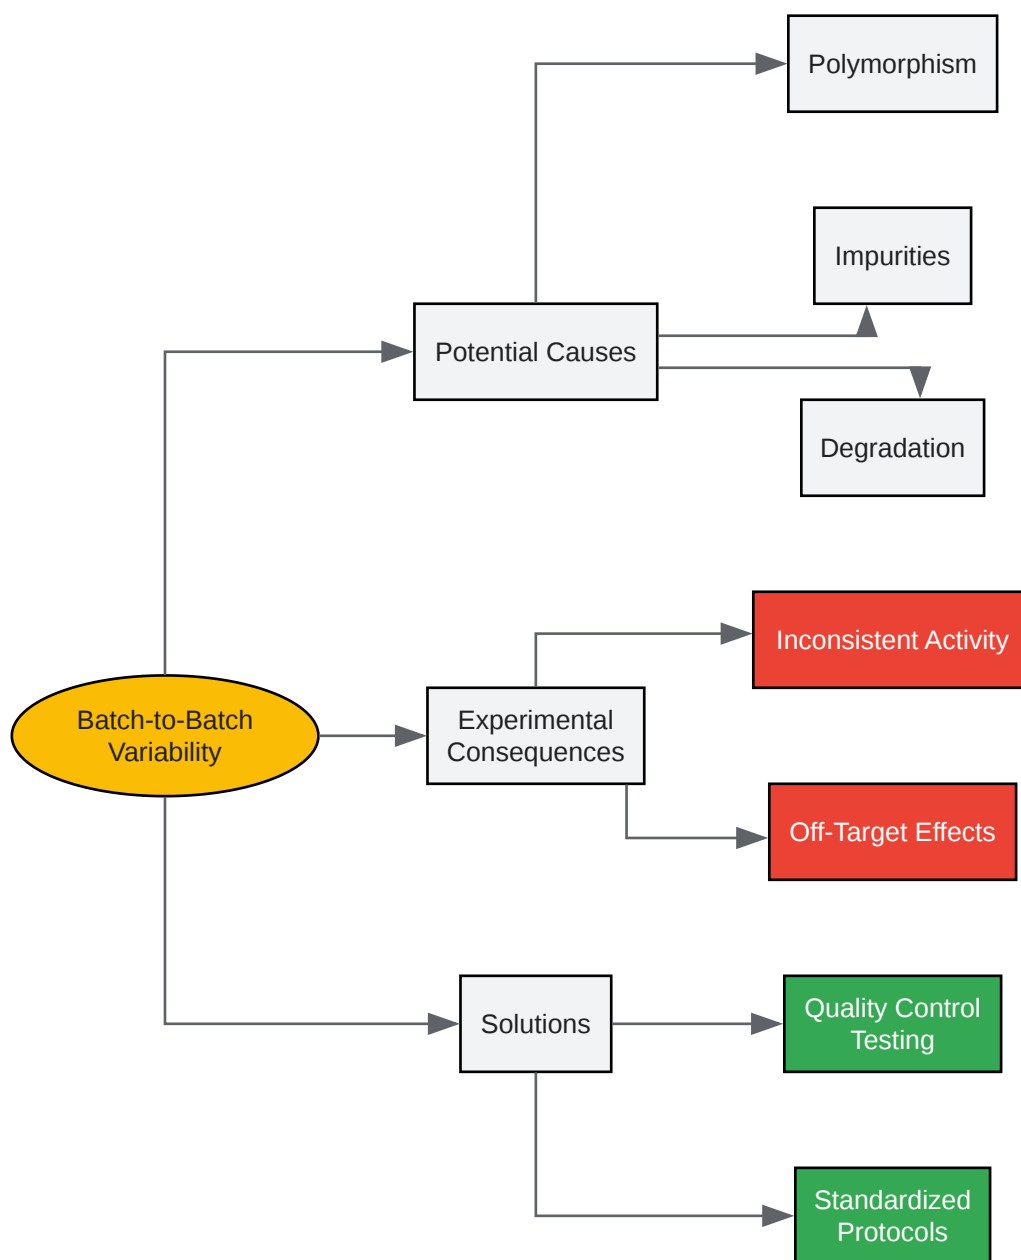 Polymorphism
Impurities
Potential Causes
Degradation
Inconsistent Activity
Batch-to-Batch
Variability
Experimental
Consequences
Off-Target Effects
Solutions
Quality Control
Testing
Standardized
Protocols